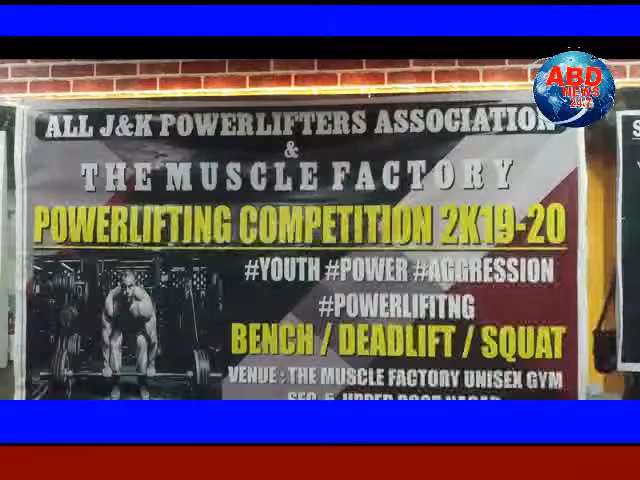 ABD
NEWS
24x7
ALL J&K POWERLIFTERS ASSOCIATION
&
THE MUSCLE FACTORY
POWERLIFTING COMPETITION 2K19-20
#YOUTH #POWER #AGGRESSION
#POWERLIFITNG
BENCH / DEADLIFT / SQUAT
VENUE : THE MUSCLE FACTORY UNISEX GYM